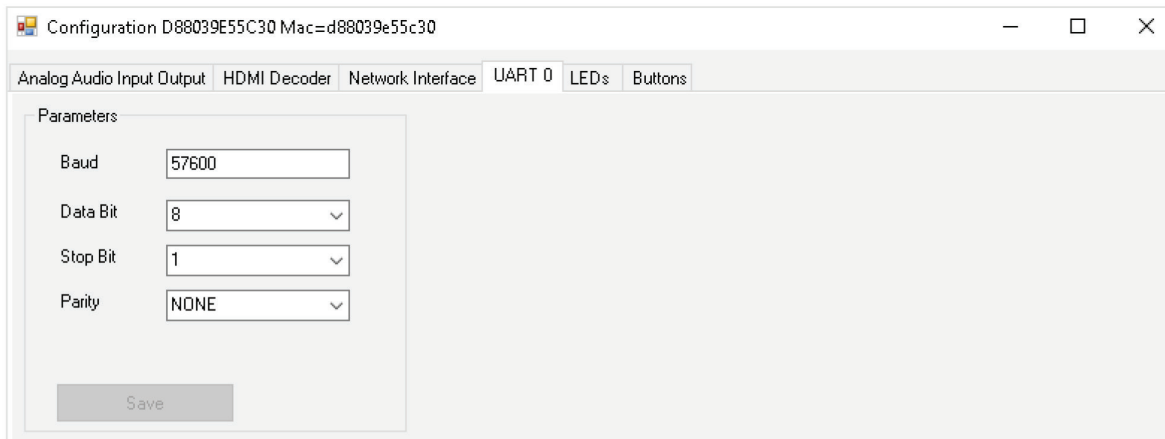 Configuration D88039E55C30 Mac=d88039e55c30
Analog Audio Input Output HDMI Decoder Network Interface UART 0 LEDs Buttons
Parameters
Baud 57600
Data Bit 8
Stop Bit 1
Parity NONE
Save